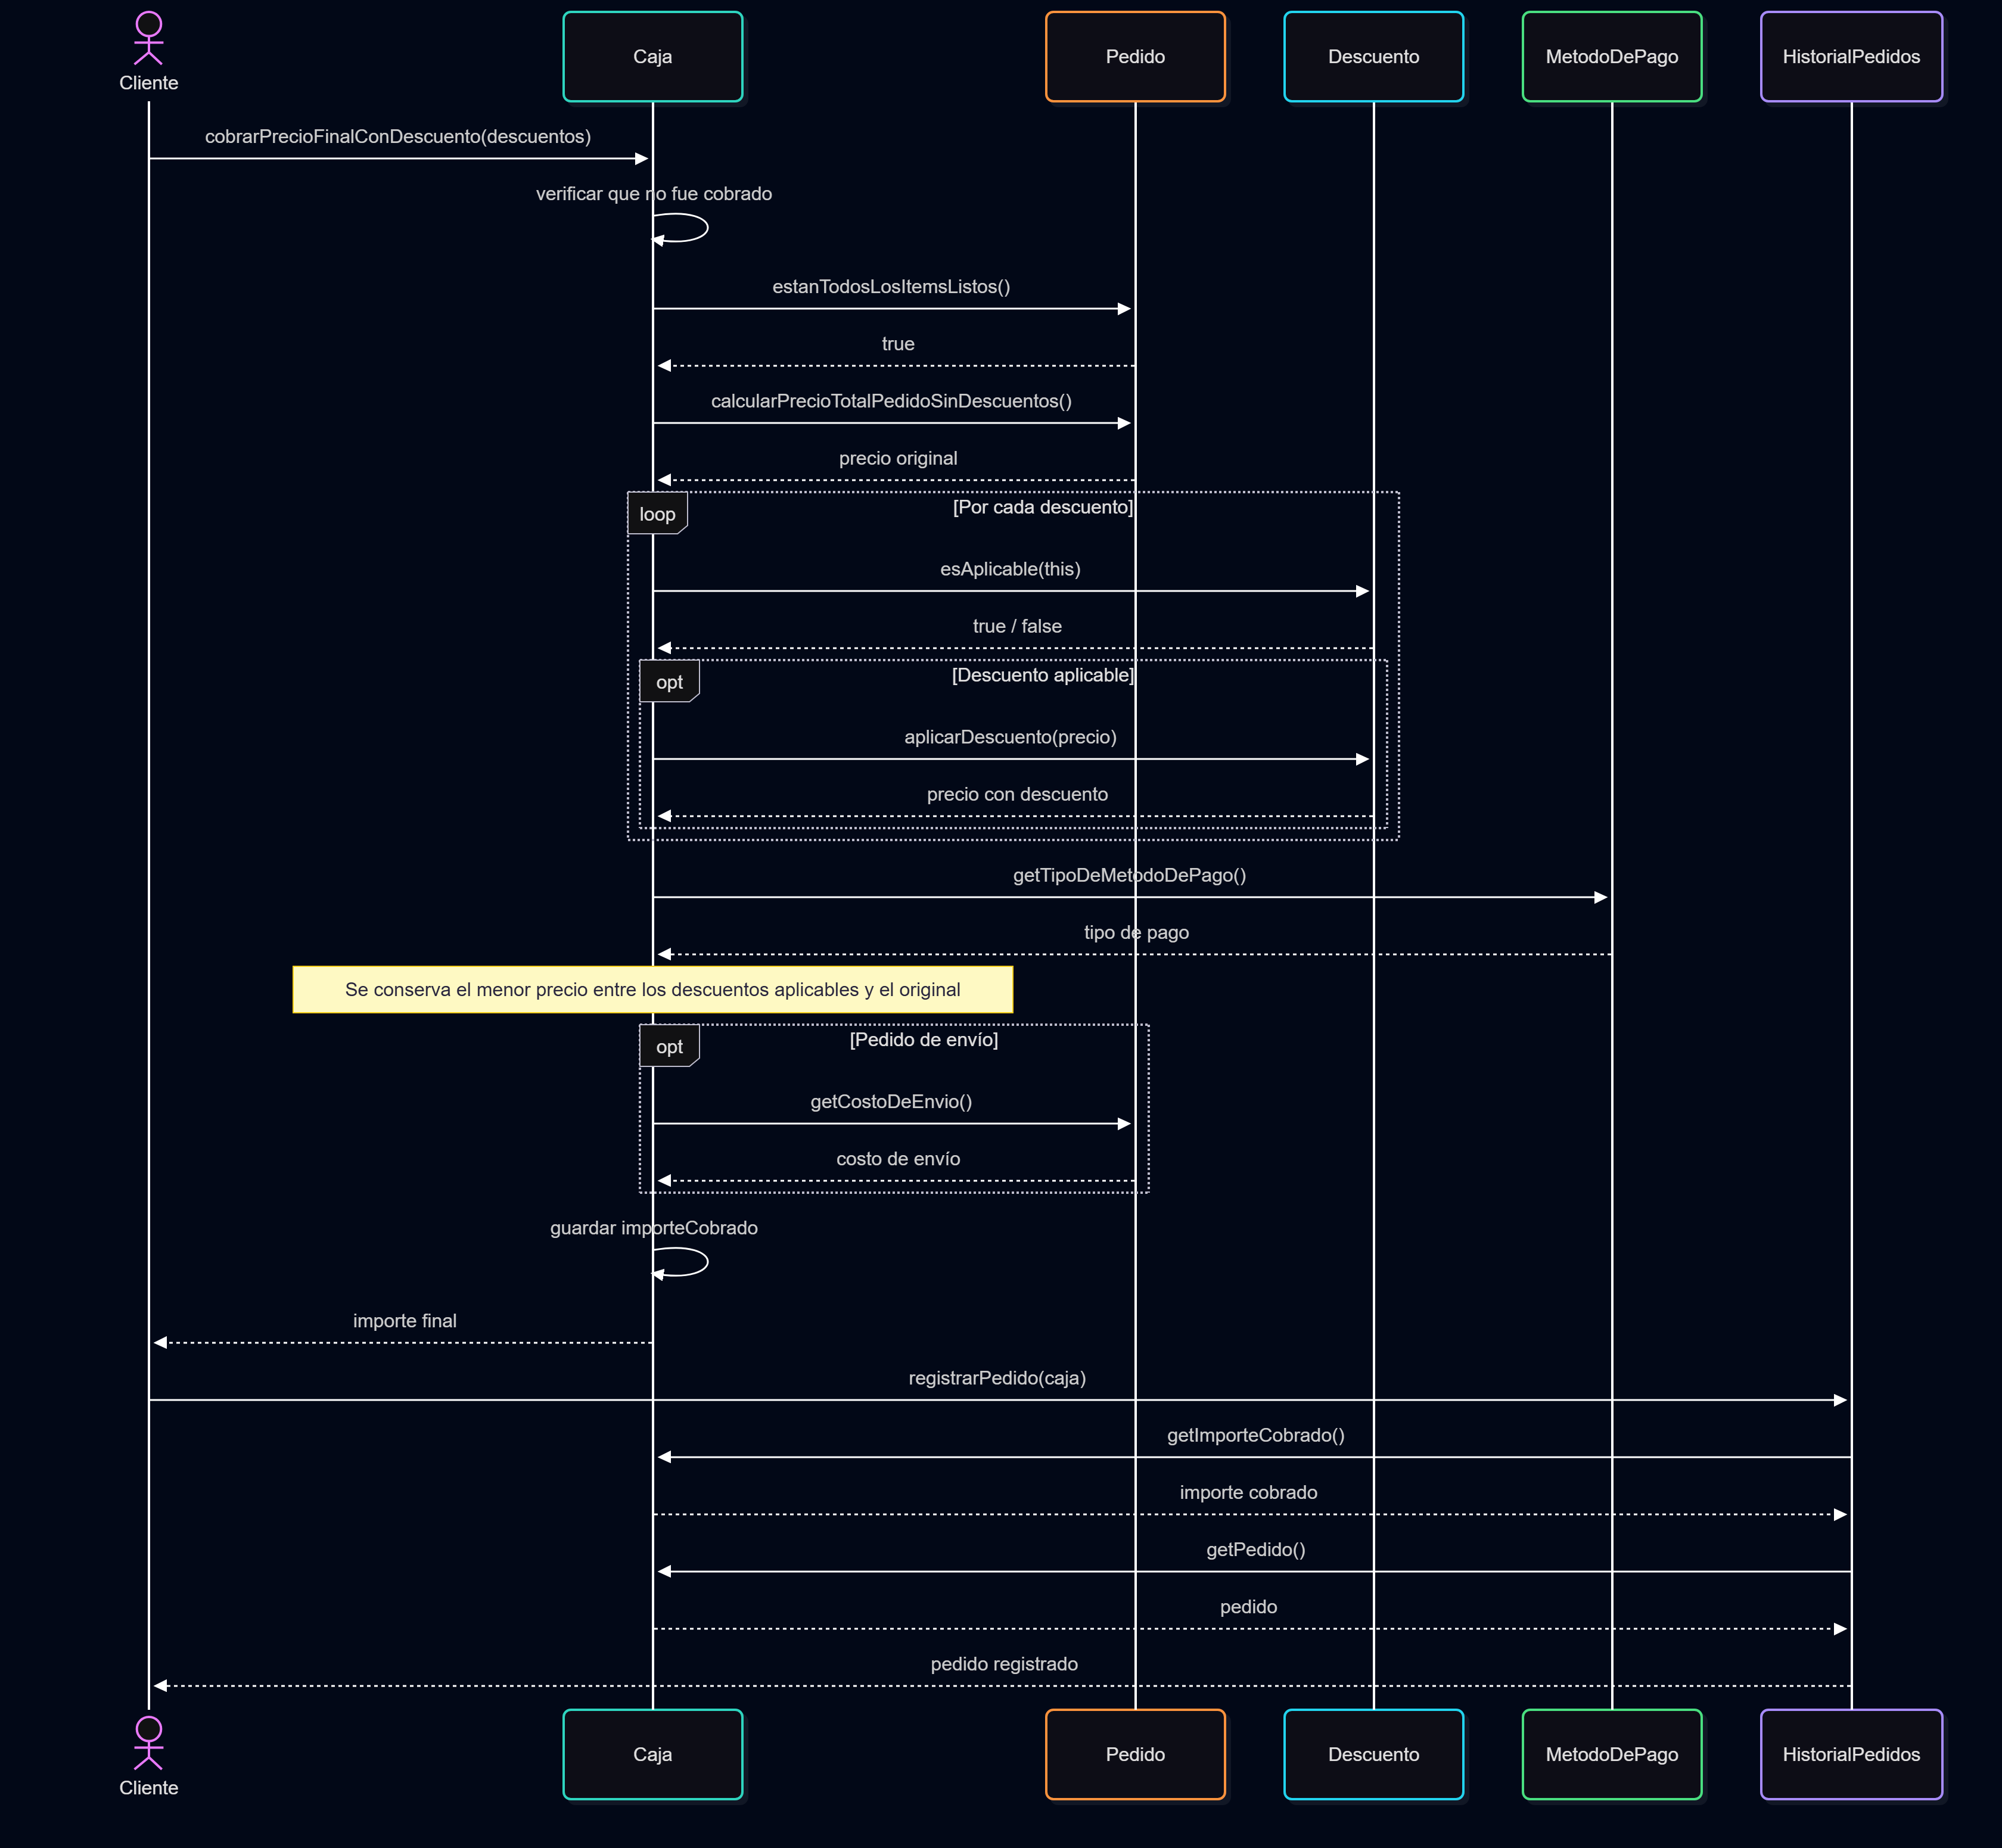 Cliente
Caja
Pedido
Descuento
MetodoDePago
HistorialPedidos
cobrarPrecioFinalConDescuento(descuentos)
verificar que no fue cobrado
estanTodosLosItemsListos()
true
calcularPrecioTotalPedidoSinDescuentos()
precio original
loop
[Por cada descuento]
esAplicable(this)
true / false
opt
[Descuento aplicable]
aplicarDescuento(precio)
precio con descuento
getTipoDeMetodoDePago()
tipo de pago
Se conserva el menor precio entre los descuentos aplicables y el original
opt
[Pedido de envío]
getCostoDeEnvio()
costo de envío
guardar importeCobrado
importe final
registrarPedido(caja)
getImporteCobrado()
importe cobrado
getPedido()
pedido
pedido registrado
Cliente
Caja
Pedido
Descuento
MetodoDePago
HistorialPedidos